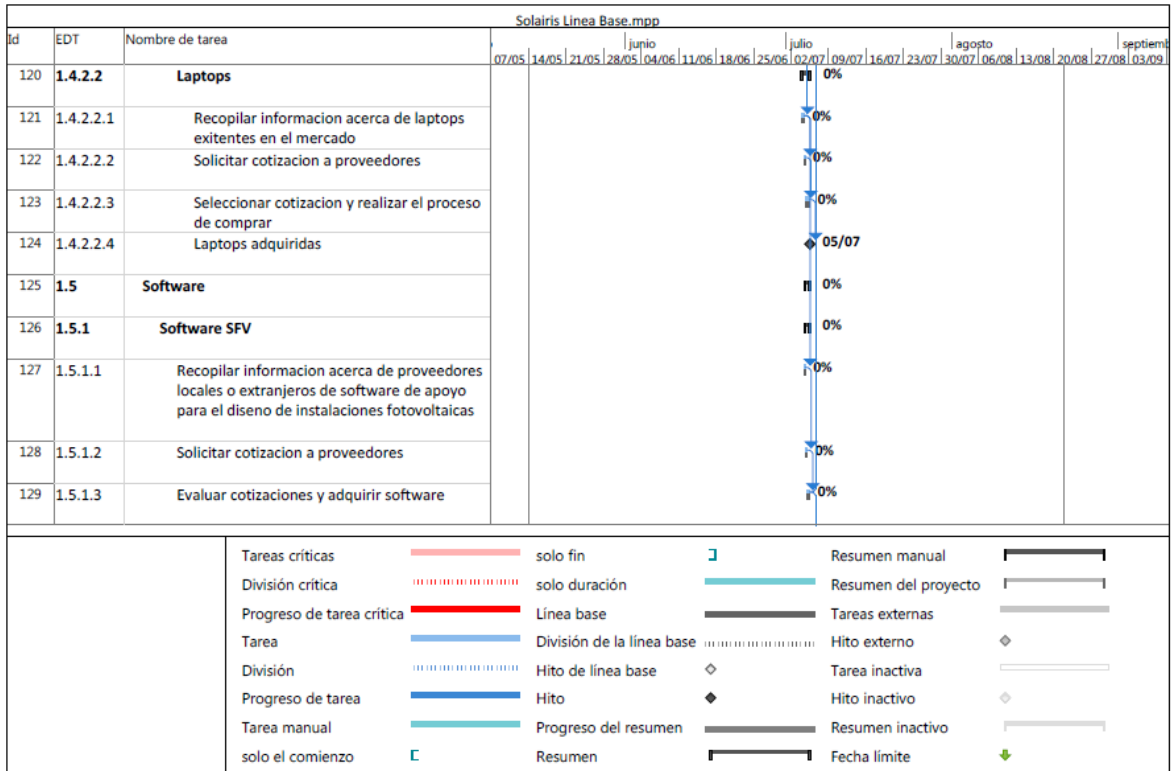 Solairis Linea Base.mpp
Id EDT Nombre de tarea junio julio agosto septiemb
07/05 14/05 21/05 28/05 04/06 11/06 18/06 25/06 02/07 09/07 16/07 23/07 30/07 06/08 13/08 20/08 27/08 03/09
120 1.4.2.2 Laptops 0%
121 1.4.2.2.1 Recopilar informacion acerca de laptops 0%
exitentes en el mercado
122 1.4.2.2.2 Solicitar cotizacion a proveedores 0%
123 1.4.2.2.3 Seleccionar cotizacion y realizar el proceso 0%
de comprar
124 1.4.2.2.4 Laptops adquiridas 05/07
125 1.5 Software 0%
126 1.5.1 Software SFV 0%
127 1.5.1.1 Recopilar informacion acerca de proveedores 0%
locales o extranjeros de software de apoyo
para el diseno de instalaciones fotovoltaicas
128 1.5.1.2 Solicitar cotizacion a proveedores 0%
129 1.5.1.3 Evaluar cotizaciones y adquirir software 0%
Tareas críticas solo fin Resumen manual
División crítica solo duración Resumen del proyecto
Progreso de tarea crítica Línea base Tareas externas
Tarea División de la línea base Hito externo
División Hito de línea base Tarea inactiva
Progreso de tarea Hito Hito inactivo
Tarea manual Progreso del resumen Resumen inactivo
solo el comienzo Resumen Fecha límite